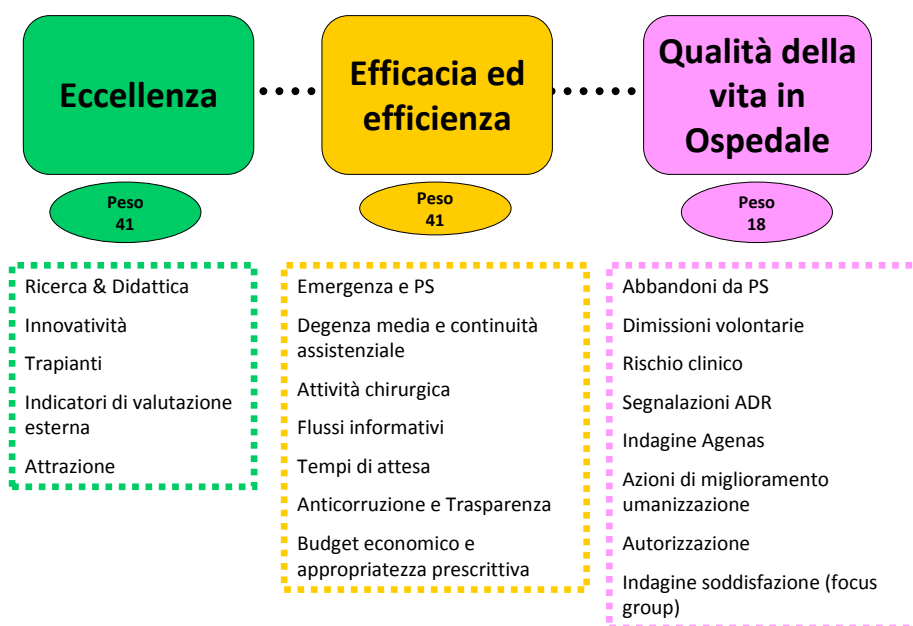 Eccellenza
Peso
41
Ricerca & Didattica
Innovatività
Trapianti
Indicatori di valutazione
esterna
Attrazione
Efficacia ed
efficienza
Peso
41
Emergenza e PS
Degenza media e continuità
assistenziale
Attività chirurgica
Flussi informativi
Tempi di attesa
Anticorruzione e Trasparenza
Budget economico e
appropriatezza prescrittiva
Qualità della
vita in
Ospedale
Peso
18
Abbandoni da PS
Dimissioni volontarie
Rischio clinico
Segnalazioni ADR
Indagine Agenas
Azioni di miglioramento
umanizzazione
Autorizzazione
Indagine soddisfazione (focus
group)